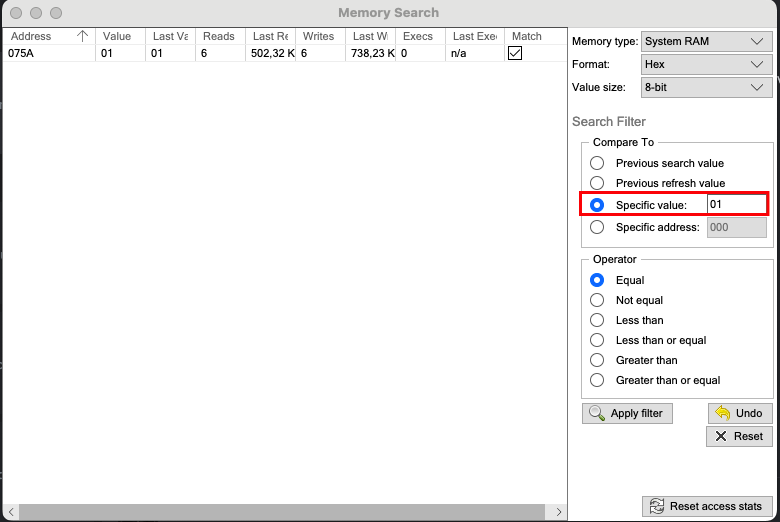 Memory Search
Address Value Last Va Reads Last Re Writes Last Wi Execs Last Exec Match
075A 01 01 6 502,32 K 6 738,23 K 0 n/a
Memory type: System RAM
Format: Hex
Value size: 8-bit
Search Filter
Compare To
Previous search value
Previous refresh value
Specific value: 01
Specific address: 000
Operator
Equal
Not equal
Less than
Less than or equal
Greater than
Greater than or equal
Apply filter Undo
Reset
Reset access stats